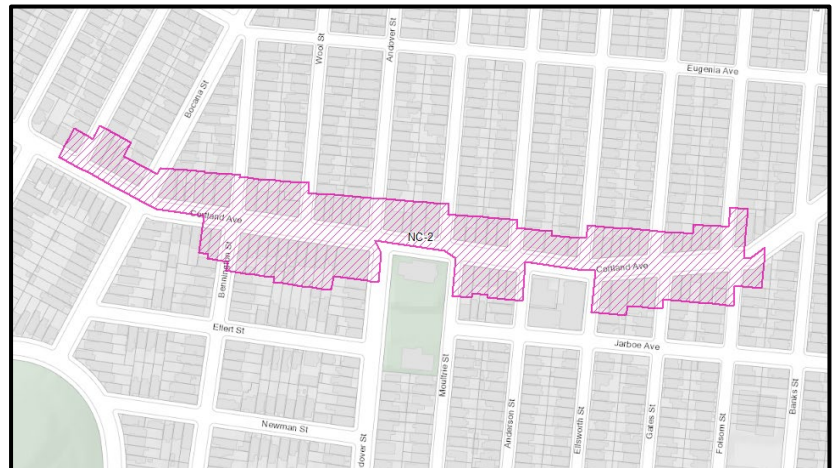 Eugenia Ave
Wool St
Andover St
Bocana St
Cortland Ave
NC-2
Cortland Ave
Bennington St
Ellert St
Jarboe Ave
Moultrie St
Newman St
dover St
Anderson St
Ellsworth St
Gates St
Folsom St
Banks St